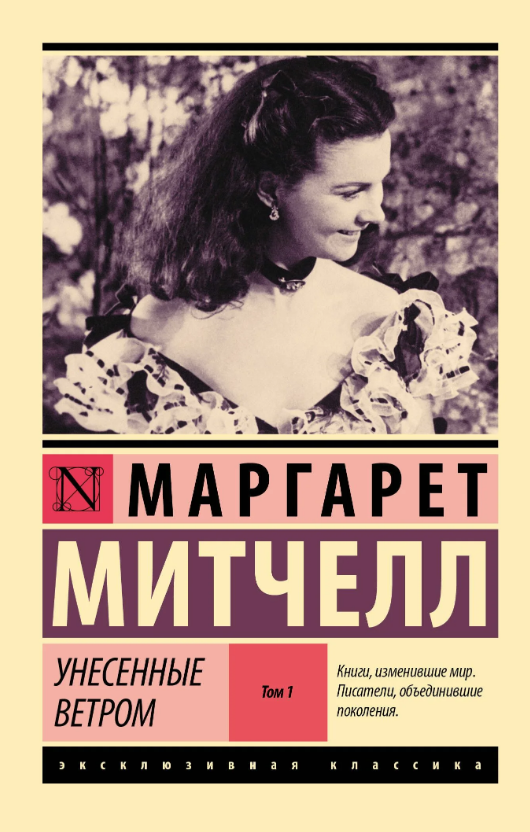 N МАРГАРЕТ
МИТЧЕЛЛ
УНЕСЕННЫЕ
ВЕТРОМ
Том 1
Книги, изменившие мир.
Писатели, объединившие
поколения.
эксклюзивная классика